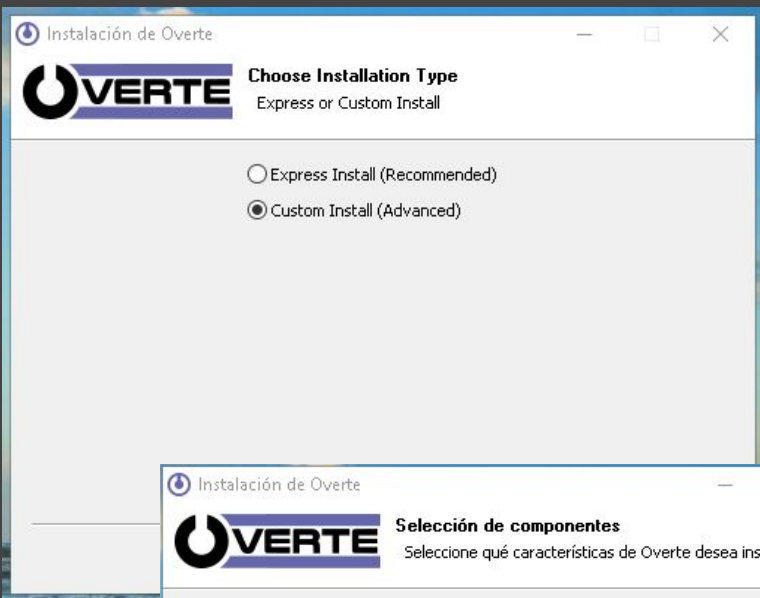 Instalación de Overte
OVERTE
Choose Installation Type
Express or Custom Install
Express Install (Recommended)
Custom Install (Advanced)
Instalación de Overte
OVERTE
Selección de componentes
Seleccione qué características de Overte desea ins